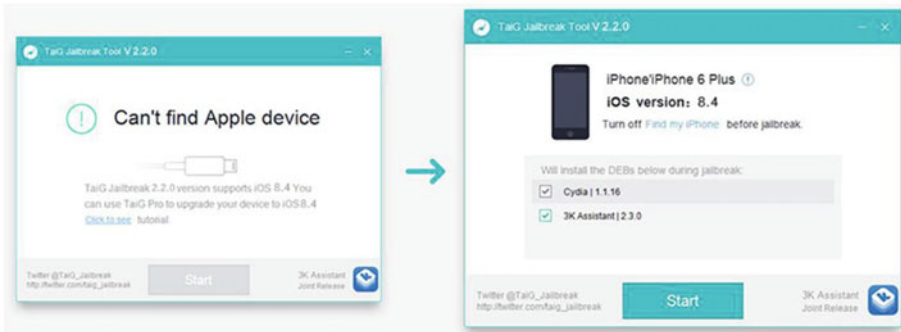 TaiG Jailbreak Tool V 2.2.0
Can't find Apple device
TaiG Jailbreak 2.2.0 version supports iOS 8.4 You
can use TaiG Pro to upgrade your device to iOS8.4
Click to see tutorial.
Twitter @TaiG_Jailbreak
http://twitter.com/taig_jailbreak
Start
3K Assistant
Joint Release
TaiG Jailbreak Tool V 2.2.0
iPhone'iPhone 6 Plus
iOS version: 8.4
Turn off Find my iPhone before jailbreak.
Will install the DEBs below during jailbreak:
Cydia | 1.1.16
3K Assistant | 2.3.0
Twitter @TaiG_Jailbreak
http://twitter.com/taig_jailbreak
Start
3K Assistant
Joint Release